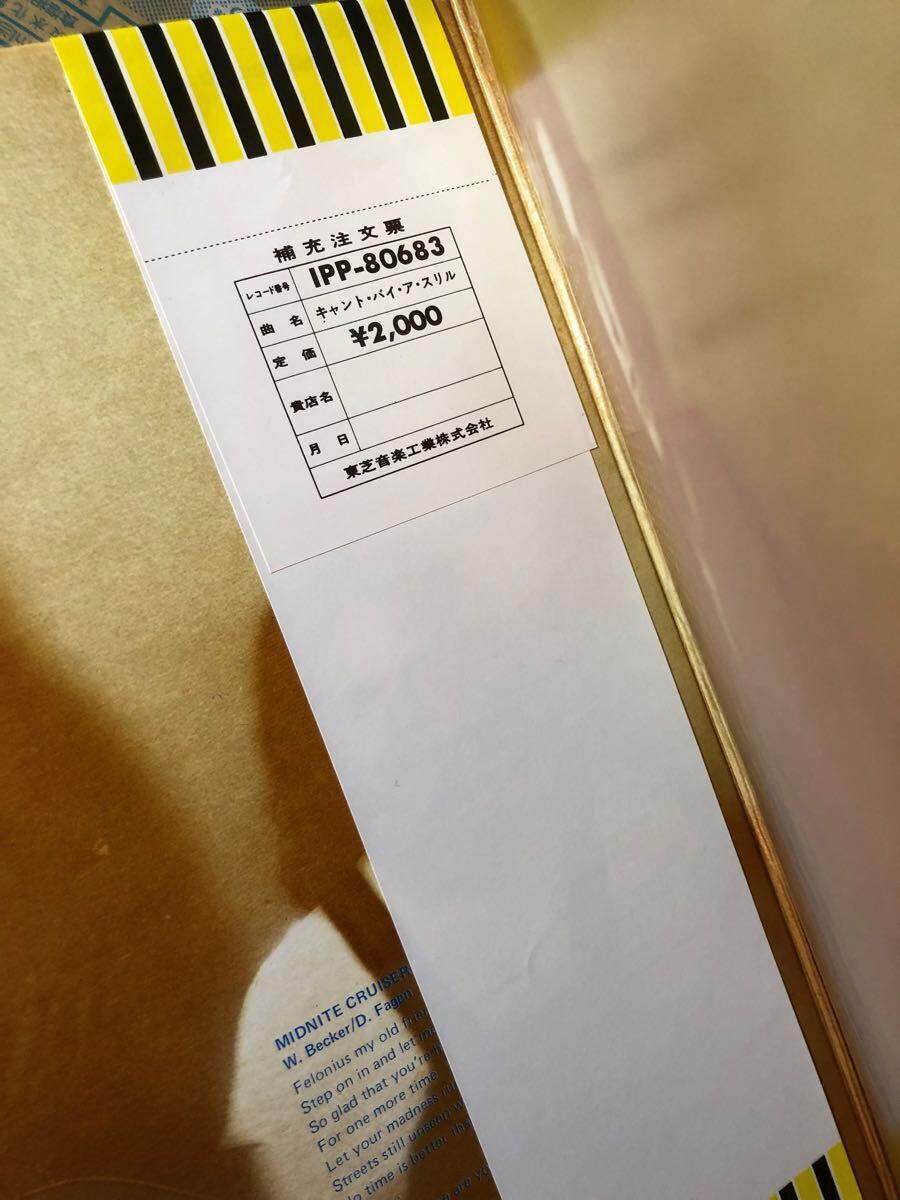 補充注文票
レコード番号 IPP-80683
曲名 キャント・バイ・ア・スリル
定価 ¥2,000
貴店名
月日
東芝音楽工業株式会社
MIDNITE CRUISER
W. Becker/D. Fagen
Felonius my old
Step on in and let
So glad that you're
For one more time
Let your madness
Streets still unseen
time is better
are